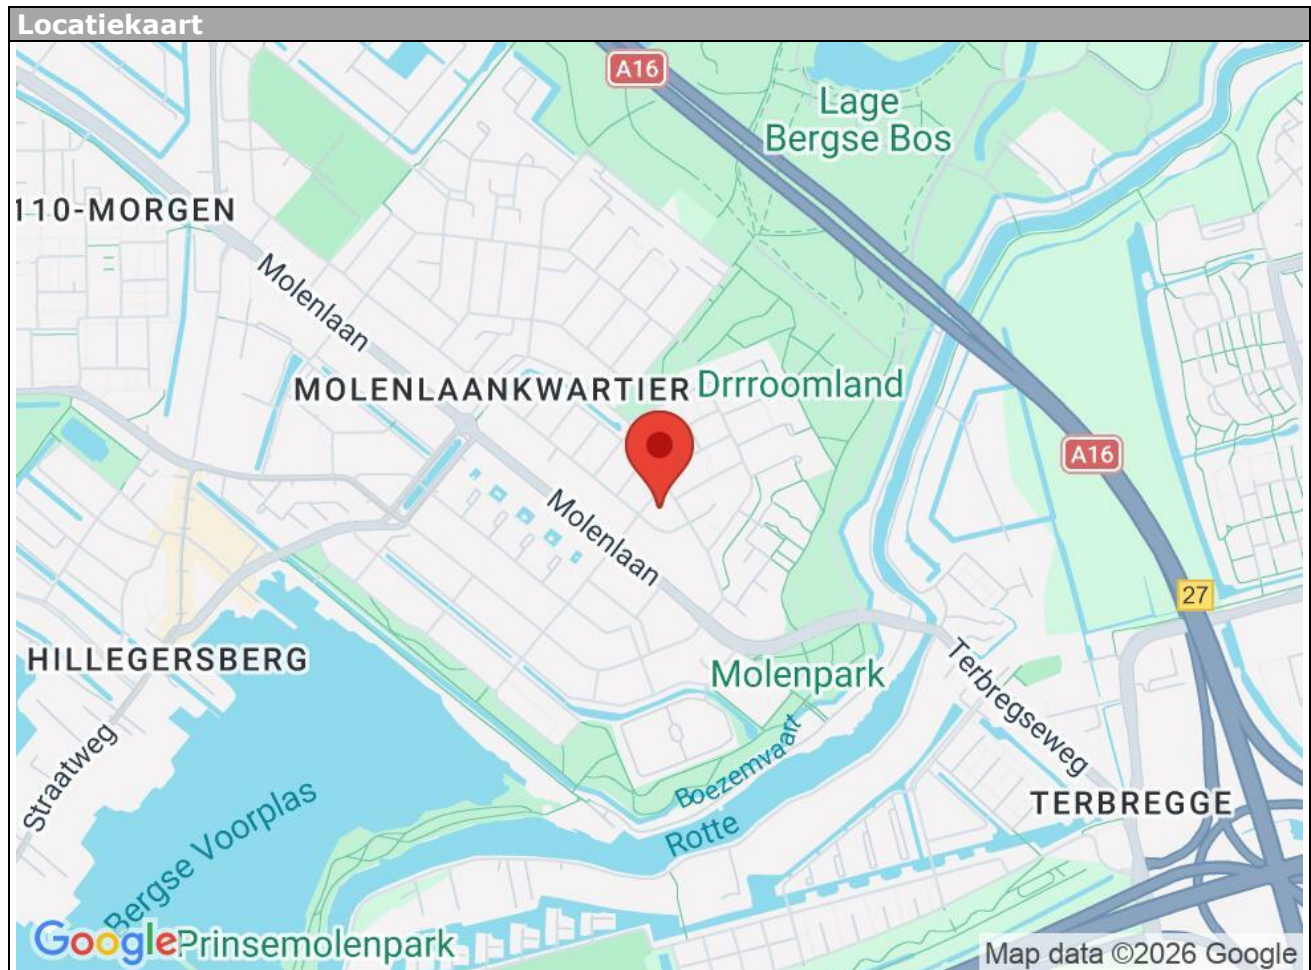 Locatiekaart
A16
Lage
Bergse Bos
110-MORGEN
Molenlaan
MOLENLAANKWARTIER
Drrroomland
A16
Molenlaan
27
HILLEGERSBERG
Molenpark
Terbregseweg
Straatweg
Boezemvaart
TERBREGGE
Bergse Voorplas
Rotte
Google
Prinsemolenpark
Map data ©2026 Google